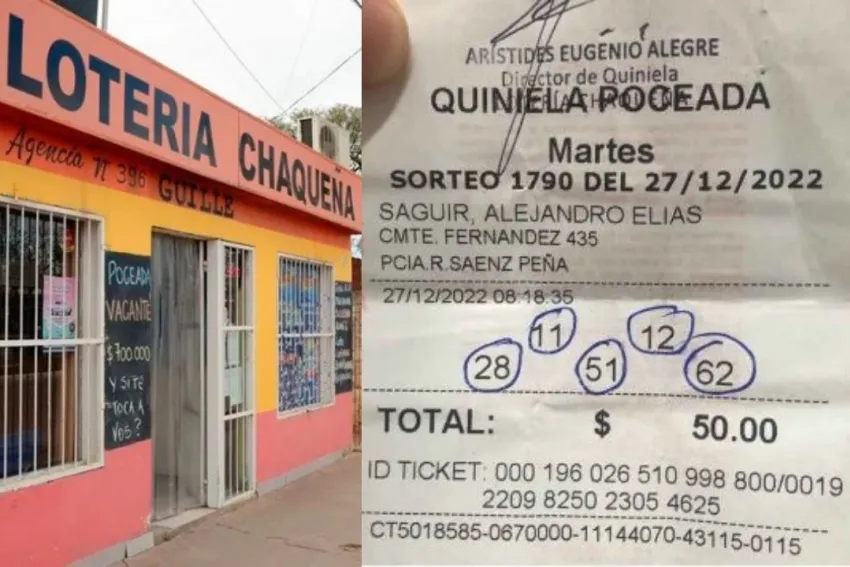 LOTERIA CHAQUEÑA
Agencia N° 396
GUILLE
POCEADA
VACANTE
$700.000
Y SI TE
TOCA A
VOS?
ARÍSTIDES EUGENIO ALEGRE
Director de Quiniela
LOTERÍA CHAQUEÑA
QUINIELA POCEADA
Martes
SORTEO 1790 DEL 27/12/2022
SAGUIR, ALEJANDRO ELIAS
CMTE. FERNANDEZ 435
PCIA.R.SAENZ PEÑA
27/12/2022 08:18:35
11 12
28 51 62
TOTAL: $ 50.00
ID TICKET: 000 196 026 510 998 800/0019
2209 8250 2305 4625
CT5018585-0670000-11144070-43115-0115